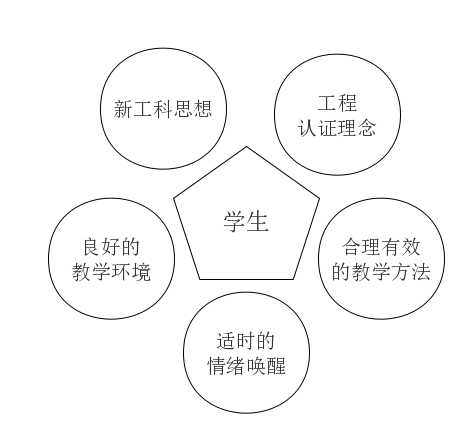 新工科思想
工程
认证理念
学生
良好的
教学环境
合理有效
的教学方法
适时的
情绪唤醒